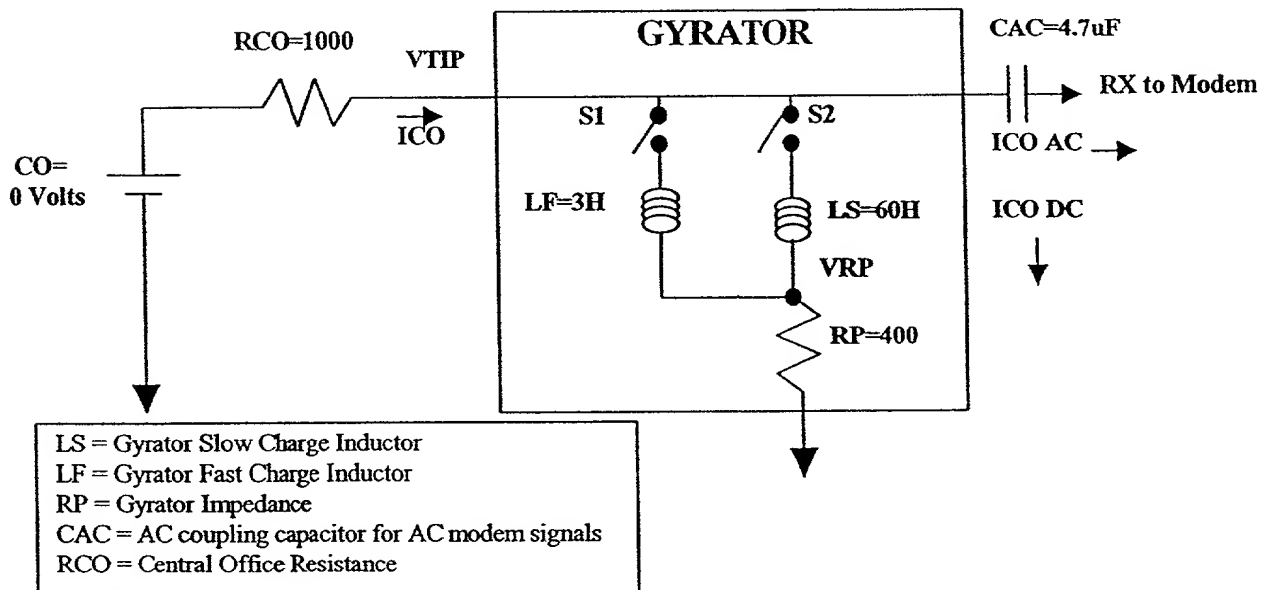 GYRATOR
CAC=4.7uF
RCO=1000
VTIP
RX to Modem
S1
S2
ICO
ICO AC
CO=
0 Volts
LF=3H
LS=60H
ICO DC
VRP
RP=400
LS = Gyrator Slow Charge Inductor
LF = Gyrator Fast Charge Inductor
RP = Gyrator Impedance
CAC = AC coupling capacitor for AC modem signals
RCO = Central Office Resistance